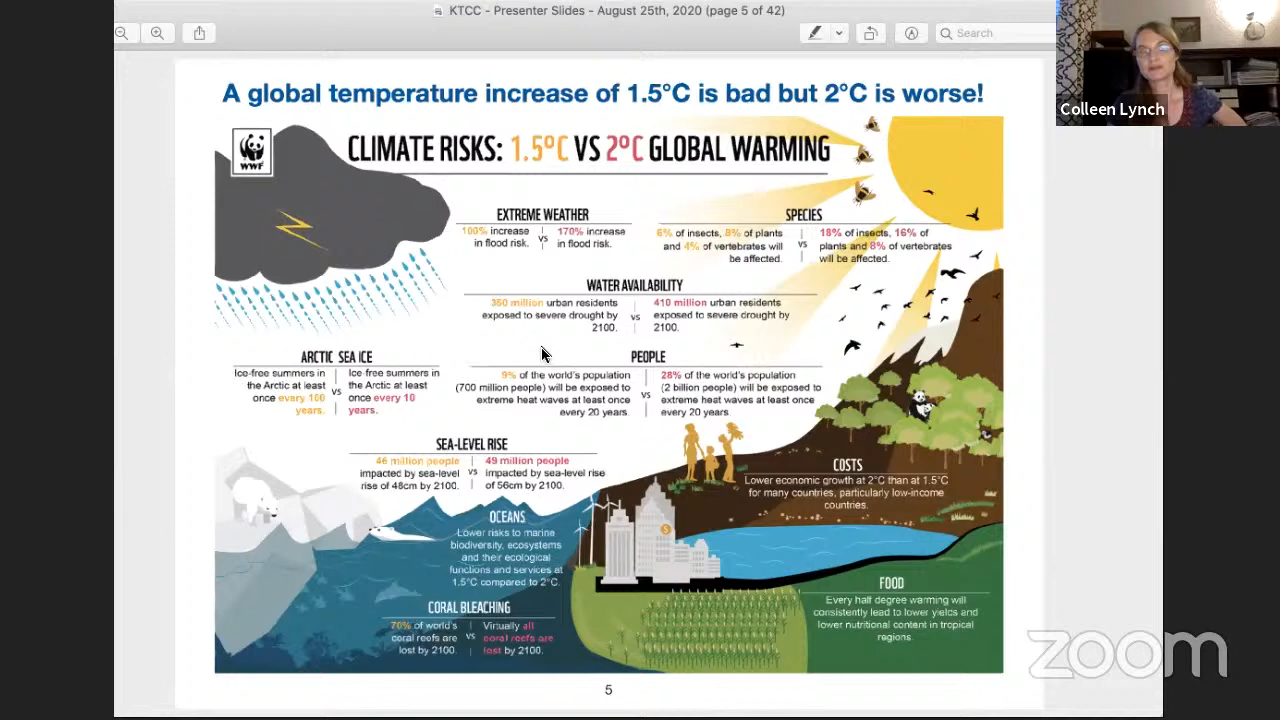 KTCC - Presenter Slides - August 25th, 2020 (page 5 of 42)
Search
Colleen Lynch
A global temperature increase of 1.5°C is bad but 2°C is worse!
WWF
CLIMATE RISKS: 1.5ºC VS 2ºC GLOBAL WARMING
EXTREME WEATHER
100% increase
in flood risk.
vs
170% increase
in flood risk.
SPECIES
6% of insects, 8% of plants
and 4% of vertebrates will
be affected.
vs
18% of insects, 16% of
plants and 8% of vertebrates
will be affected.
WATER AVAILABILITY
350 million urban residents
exposed to severe drought by
2100.
vs
410 million urban residents
exposed to severe drought by
2100.
ARCTIC SEA ICE
Ice-free summers in
the Arctic at least
once every 100
years.
vs
Ice-free summers in
the Arctic at least
once every 10
years.
PEOPLE
9% of the world's population
(700 million people) will be exposed to
extreme heat waves at least once
every 20 years.
vs
28% of the world's population
(2 billion people) will be exposed to
extreme heat waves at least once
every 20 years.
SEA-LEVEL RISE
46 million people
impacted by sea-level
rise of 48cm by 2100.
vs
49 million people
impacted by sea-level rise
of 56cm by 2100.
COSTS
Lower economic growth at 2°C than at 1.5°C
for many countries, particularly low-income
countries.
OCEANS
Lower risks to marine
biodiversity, ecosystems
and their ecological
functions and services at
1.5°C compared to 2°C.
$
CORAL BLEACHING
70% of world's
coral reefs are
lost by 2100.
vs
Virtually all
coral reefs are
lost by 2100.
FOOD
Every half degree warming will
consistently lead to lower yields and
lower nutritional content in tropical
regions.
5
zoom